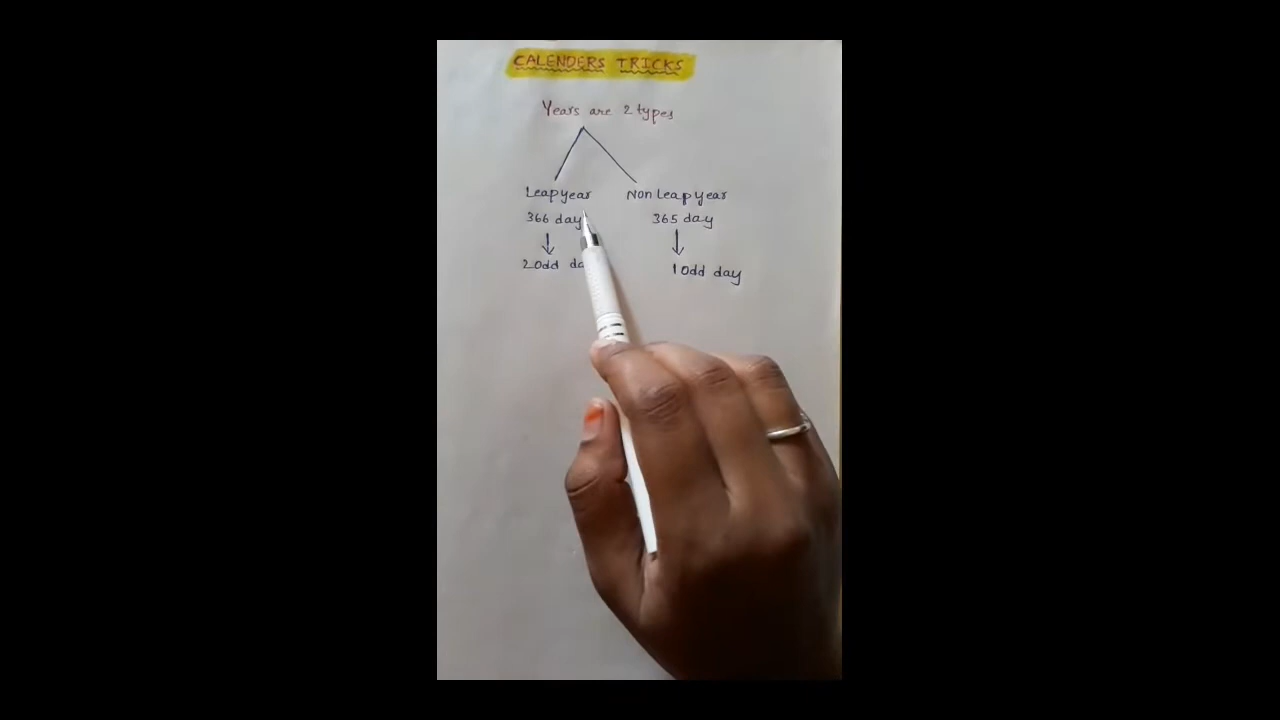 CALENDERS TRICKS
Years are 2 types
Leap year Non Leap year
366 day 365 day
2 Odd da 1 Odd day